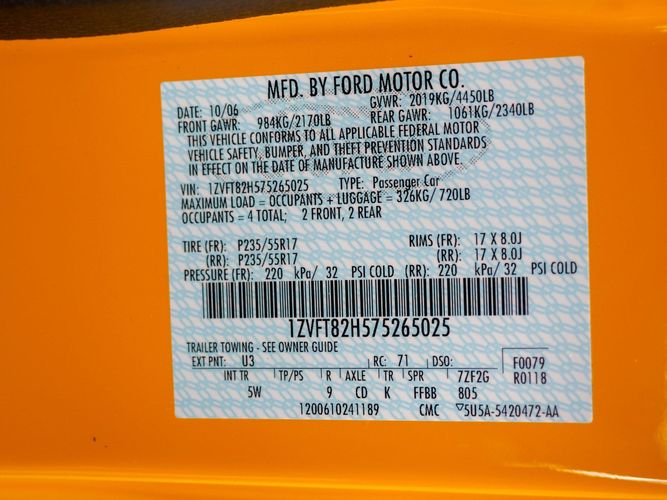 MFD. BY FORD MOTOR CO.
DATE: 10/06 GVWR: 2019KG/4450LB
FRONT GAWR: 984KG/2170LB REAR GAWR: 1061KG/2340LB
THIS VEHICLE CONFORMS TO ALL APPLICABLE FEDERAL MOTOR
VEHICLE SAFETY, BUMPER, AND THEFT PREVENTION STANDARDS
IN EFFECT ON THE DATE OF MANUFACTURE SHOWN ABOVE.
VIN: 1ZVFT82H575265025 TYPE: Passenger Car
MAXIMUM LOAD = OCCUPANTS + LUGGAGE = 326KG/ 720LB
OCCUPANTS = 4 TOTAL; 2 FRONT, 2 REAR
TIRE (FR): P235/55R17 RIMS (FR): 17 X 8.0J
(RR): P235/55R17 (RR): 17 X 8.0J
PRESSURE (FR): 220 kPa/ 32 PSI COLD (RR): 220 kPa/ 32 PSI COLD
1ZVFT82H575265025
TRAILER TOWING - SEE OWNER GUIDE
EXT PNT: U3 RC: 71 DSO: F0079
INT TR TP/PS R AXLE TR SPR 7ZF2G R0118
5W 9 CD K FFBB 805
1200610241189 CMC ▽5U5A-5420472-AA